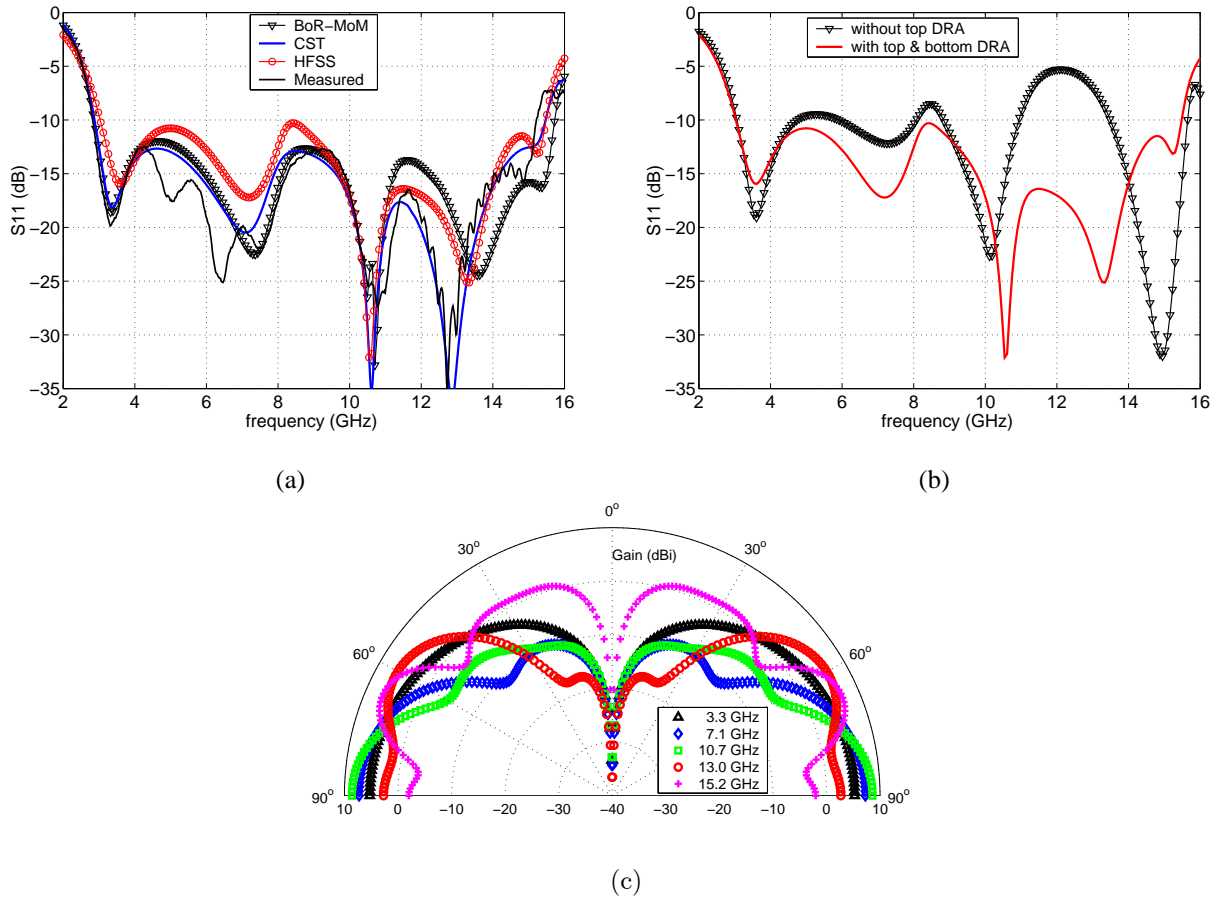 0
−5
−10
−15
−20
−25
−30
−35
S11 (dB)
2 4 6 8 10 12 14 16
frequency (GHz)
BoR−MoM
CST
HFSS
Measured
(a)
0
−5
−10
−15
−20
−25
−30
−35
S11 (dB)
2 4 6 8 10 12 14 16
frequency (GHz)
without top DRA
with top & bottom DRA
(b)
0°
30° 30°
Gain (dBi)
60° 60°
3.3 GHz
7.1 GHz
10.7 GHz
13.0 GHz
15.2 GHz
90° 90°
10 0 −10 −20 −30 −40 −30 −20 −10 0 10
(c)